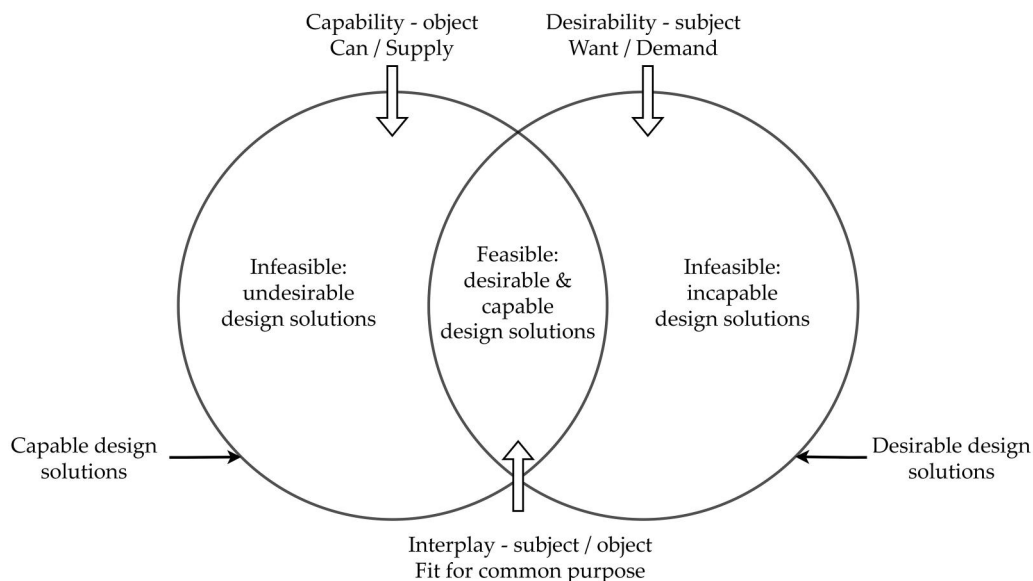 Capability - object
Can / Supply
Desirability - subject
Want / Demand
Infeasible:
undesirable
design solutions
Feasible:
desirable &
capable
design solutions
Infeasible:
incapable
design solutions
Capable design
solutions
Desirable design
solutions
Interplay - subject / object
Fit for common purpose